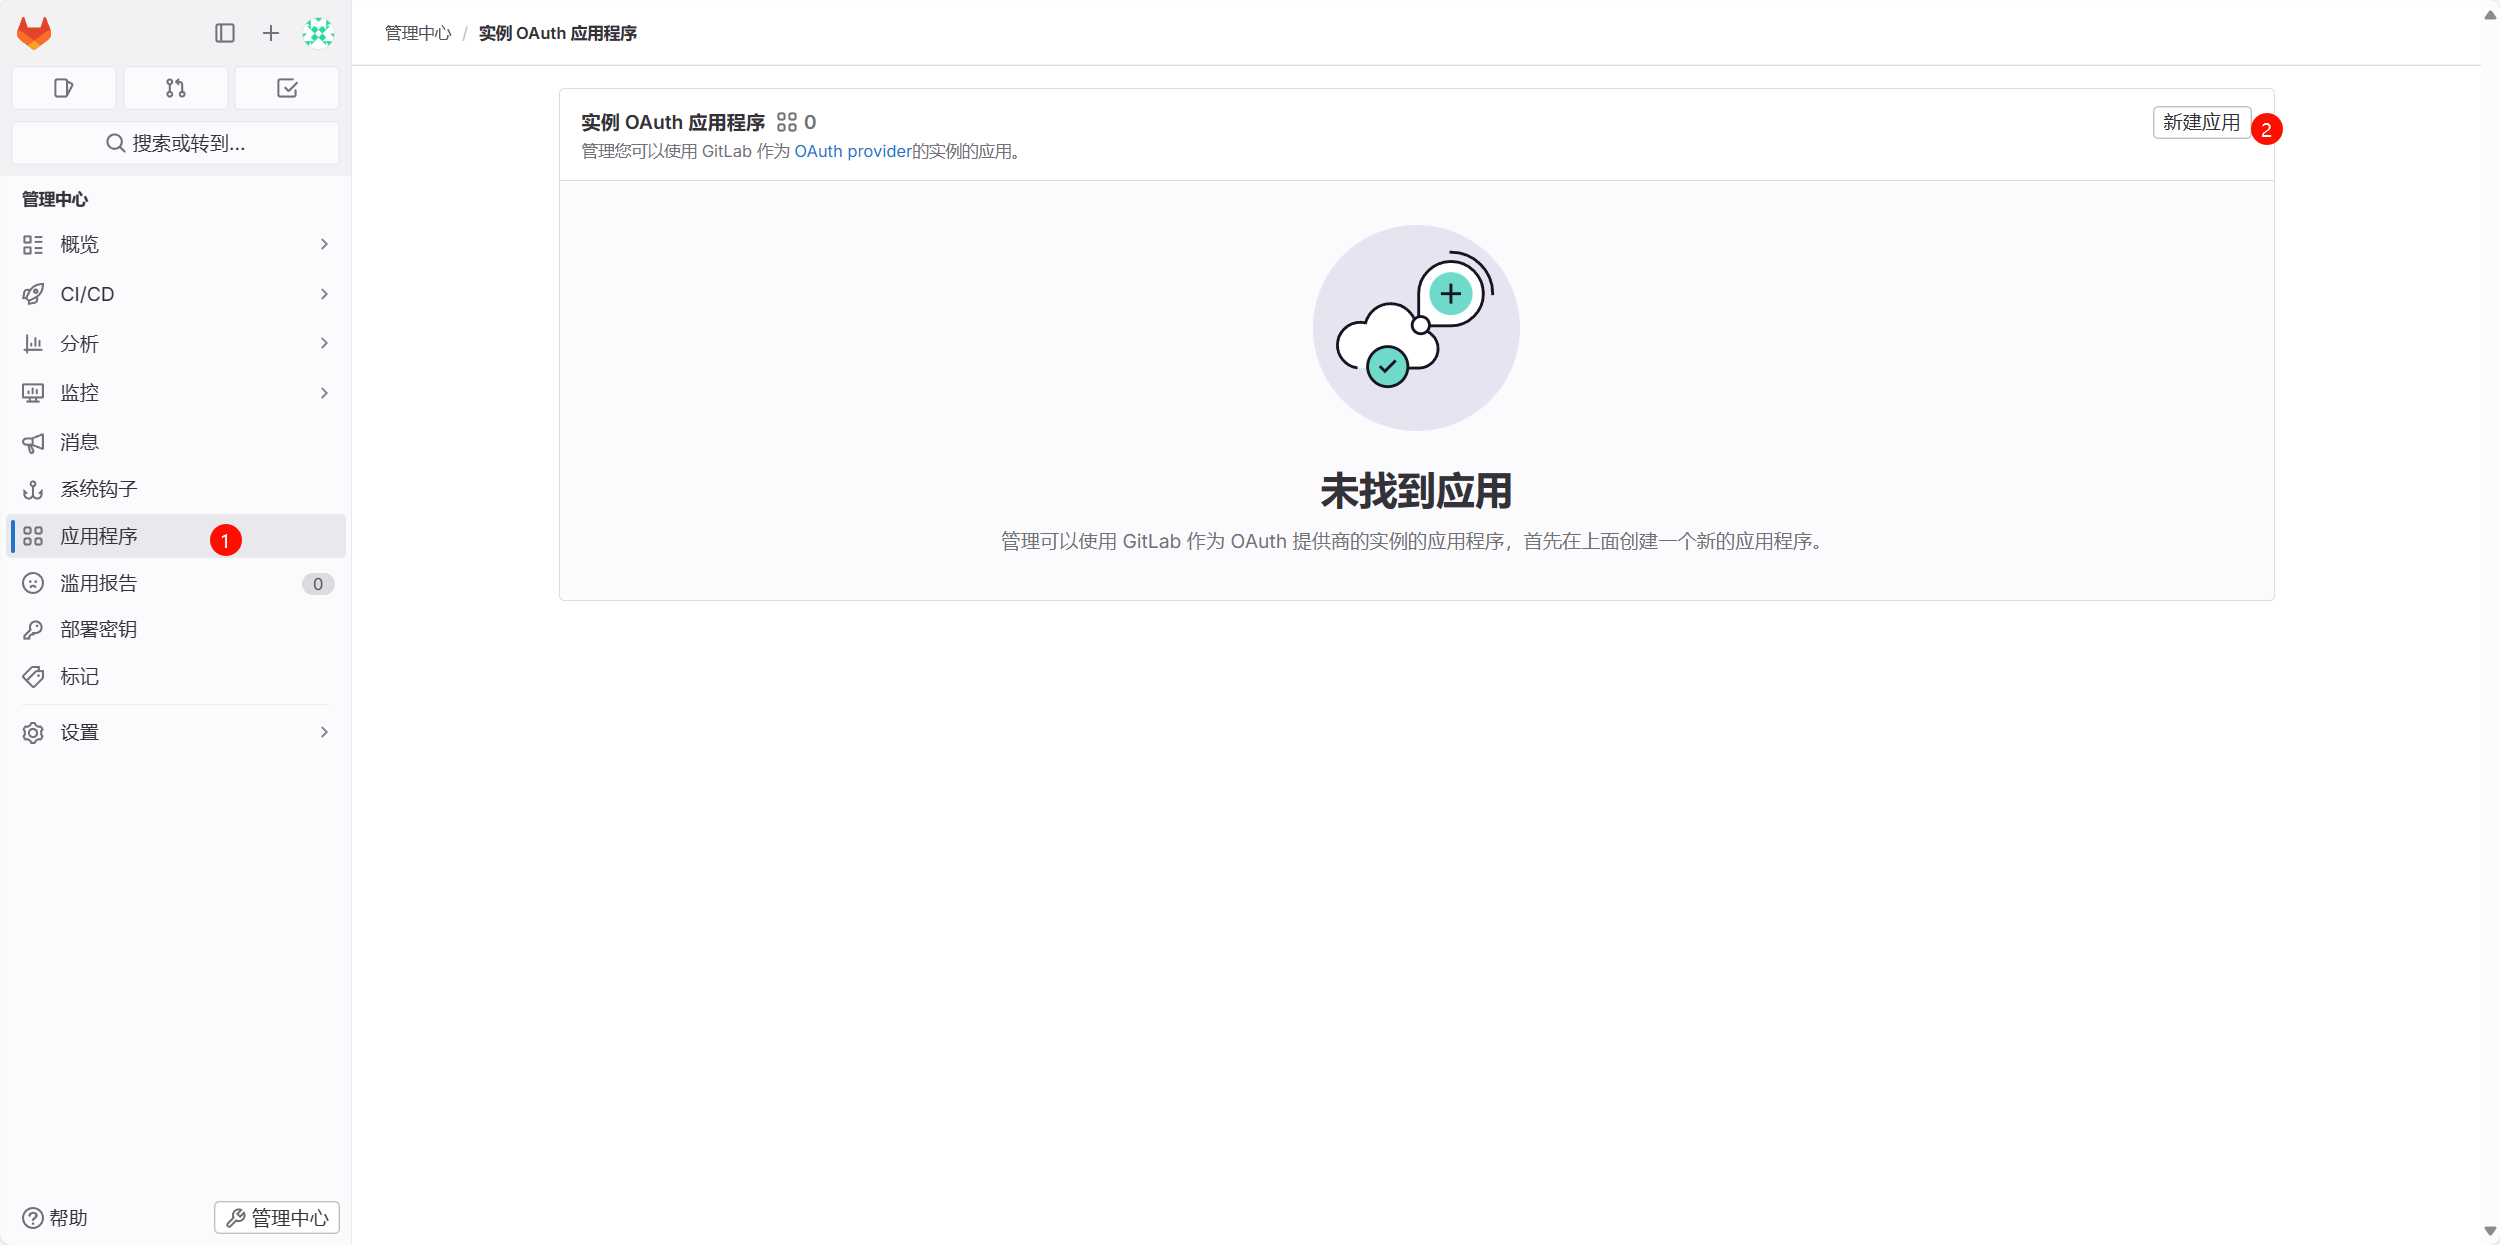 管理中心 / 实例 OAuth 应用程序
搜索或转到...
管理中心
概览
CI/CD
分析
监控
消息
系统钩子
应用程序 1
滥用报告 0
部署密钥
标记
设置
帮助
管理中心
实例 OAuth 应用程序 0
管理您可以使用 GitLab 作为 OAuth provider的实例的应用。
新建应用 2
未找到应用
管理可以使用 GitLab 作为 OAuth 提供商的实例的应用程序，首先在上面创建一个新的应用程序。